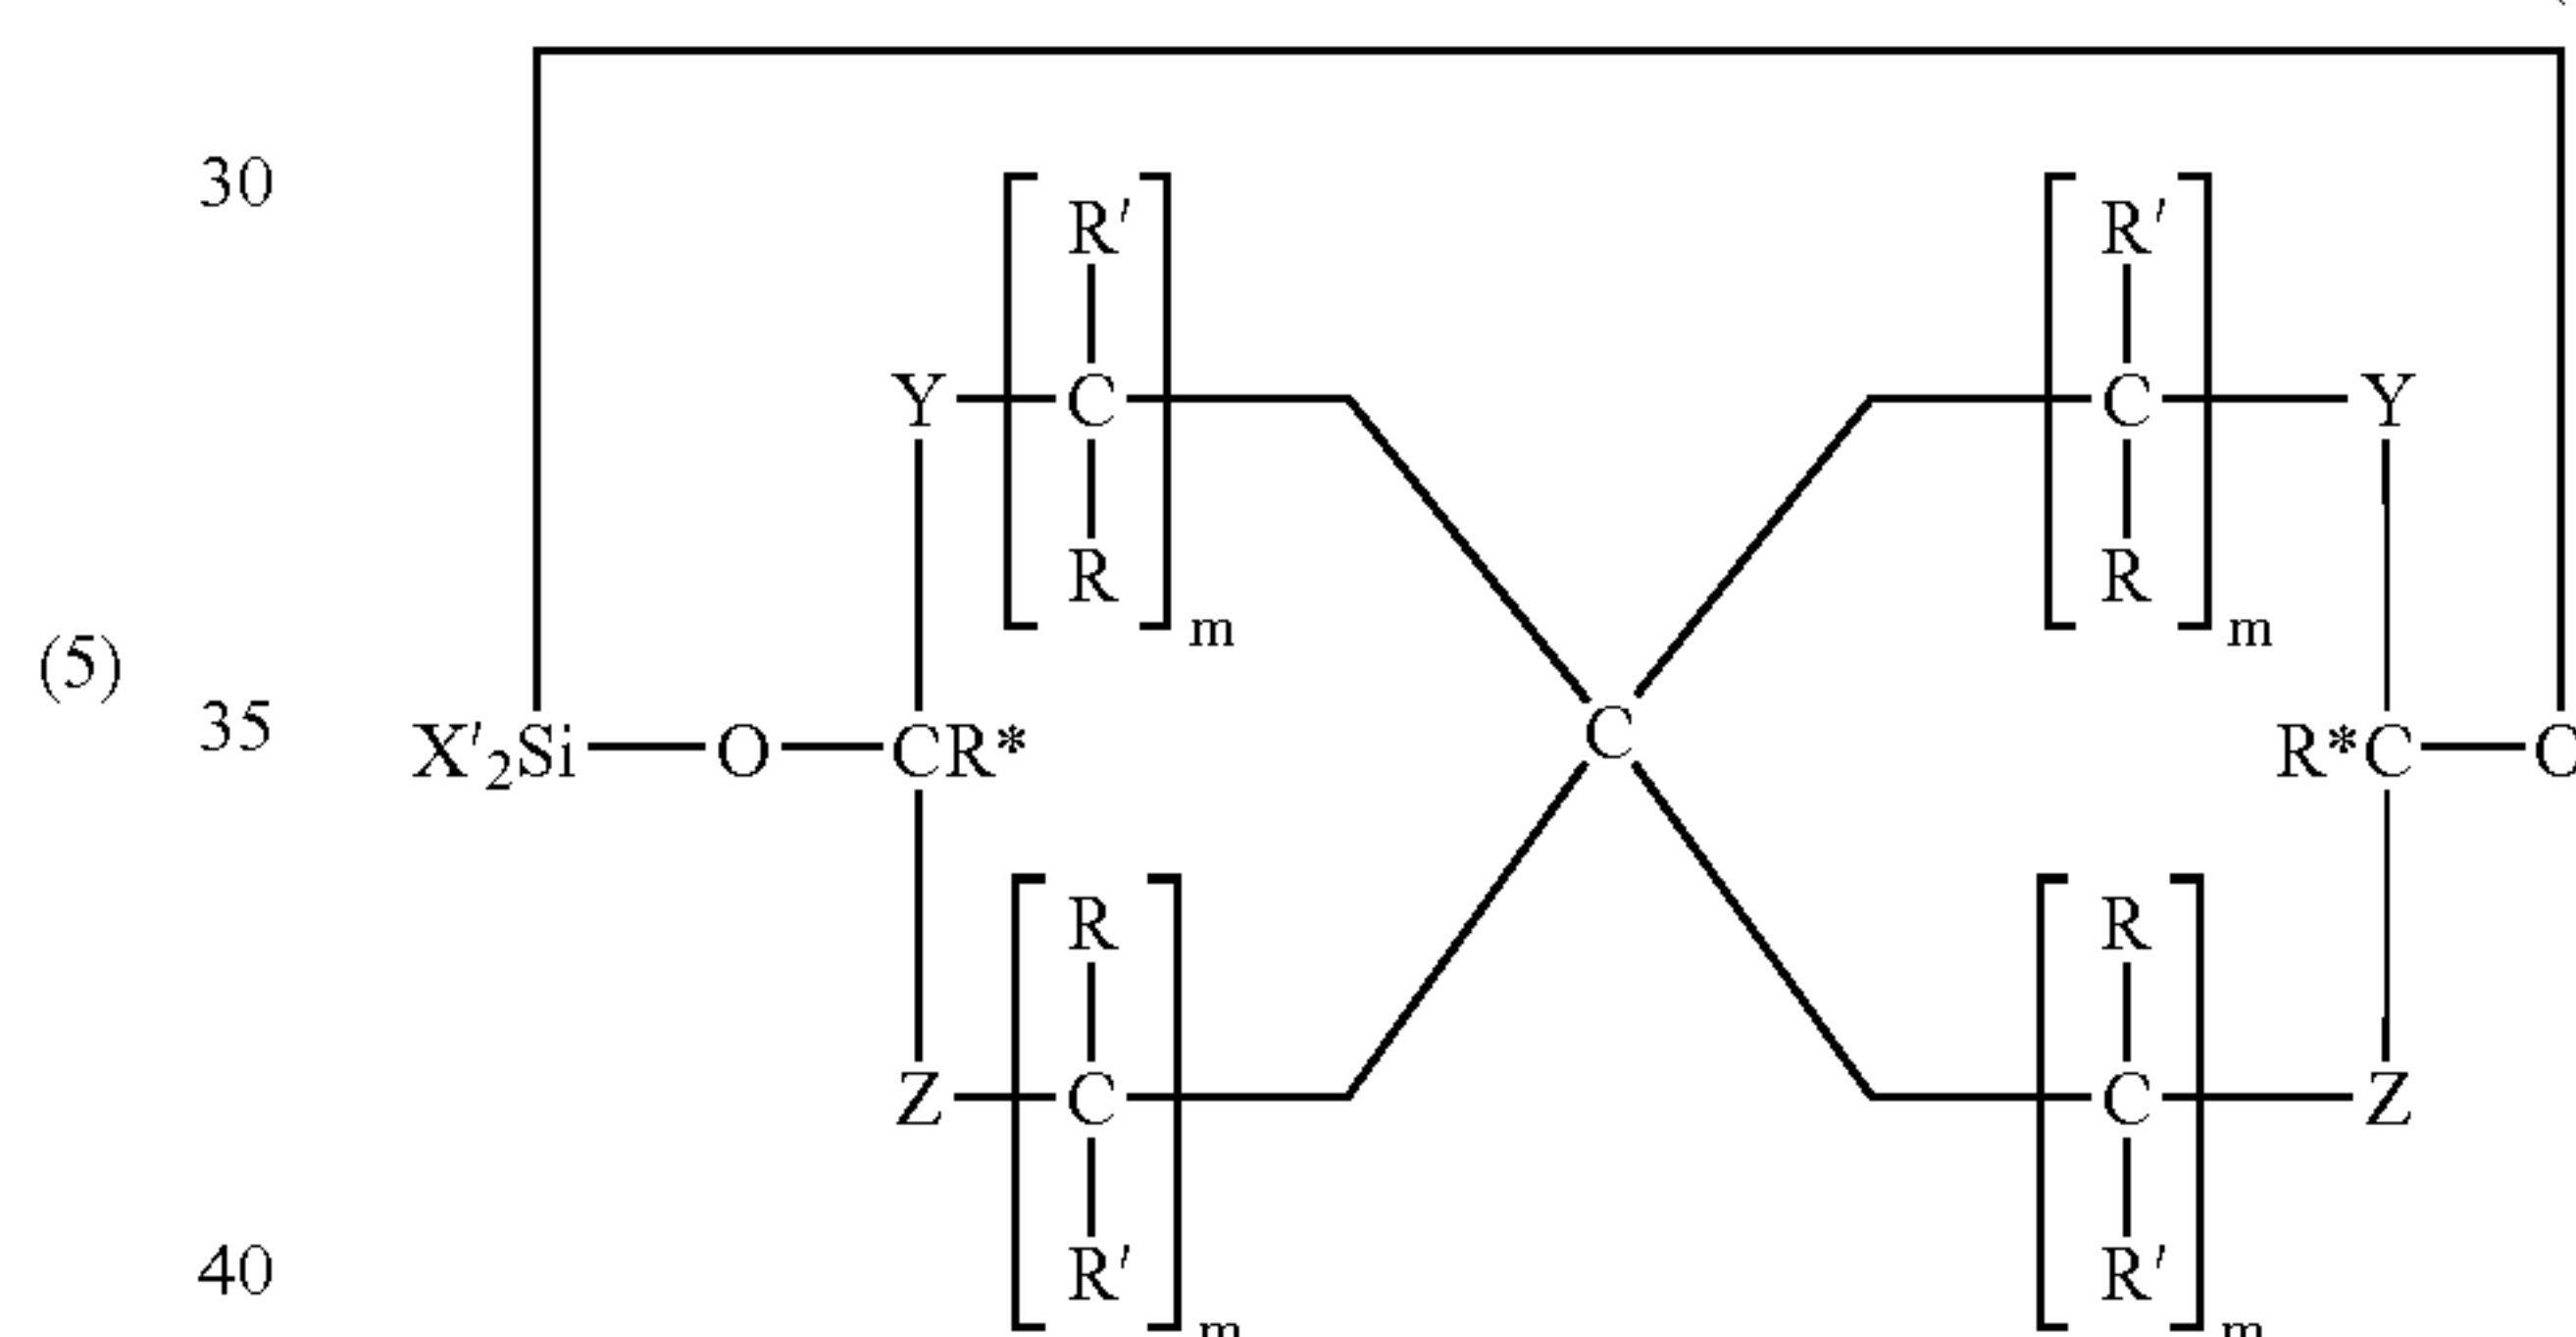 30
R' R'
Y C Y
R R
m m
(5)
35 X'₂Si—O—CR* C R*C—O
R R
Z C C Z
40 R' R'
m m